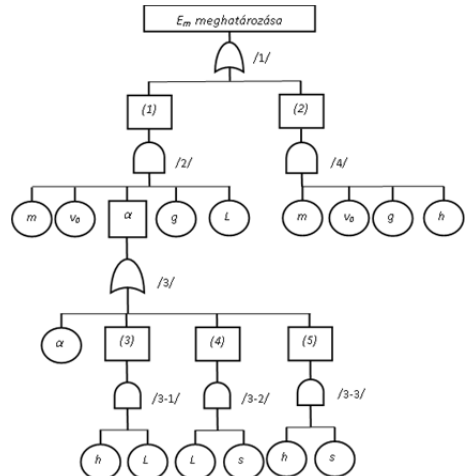 Eₘ meghatározása
/1/
(1) (2)
/2/ /4/
m v₀ α g L m v₀ g h
/3/
α (3) (4) (5)
/3-1/ /3-2/ /3-3/
h L L s h s